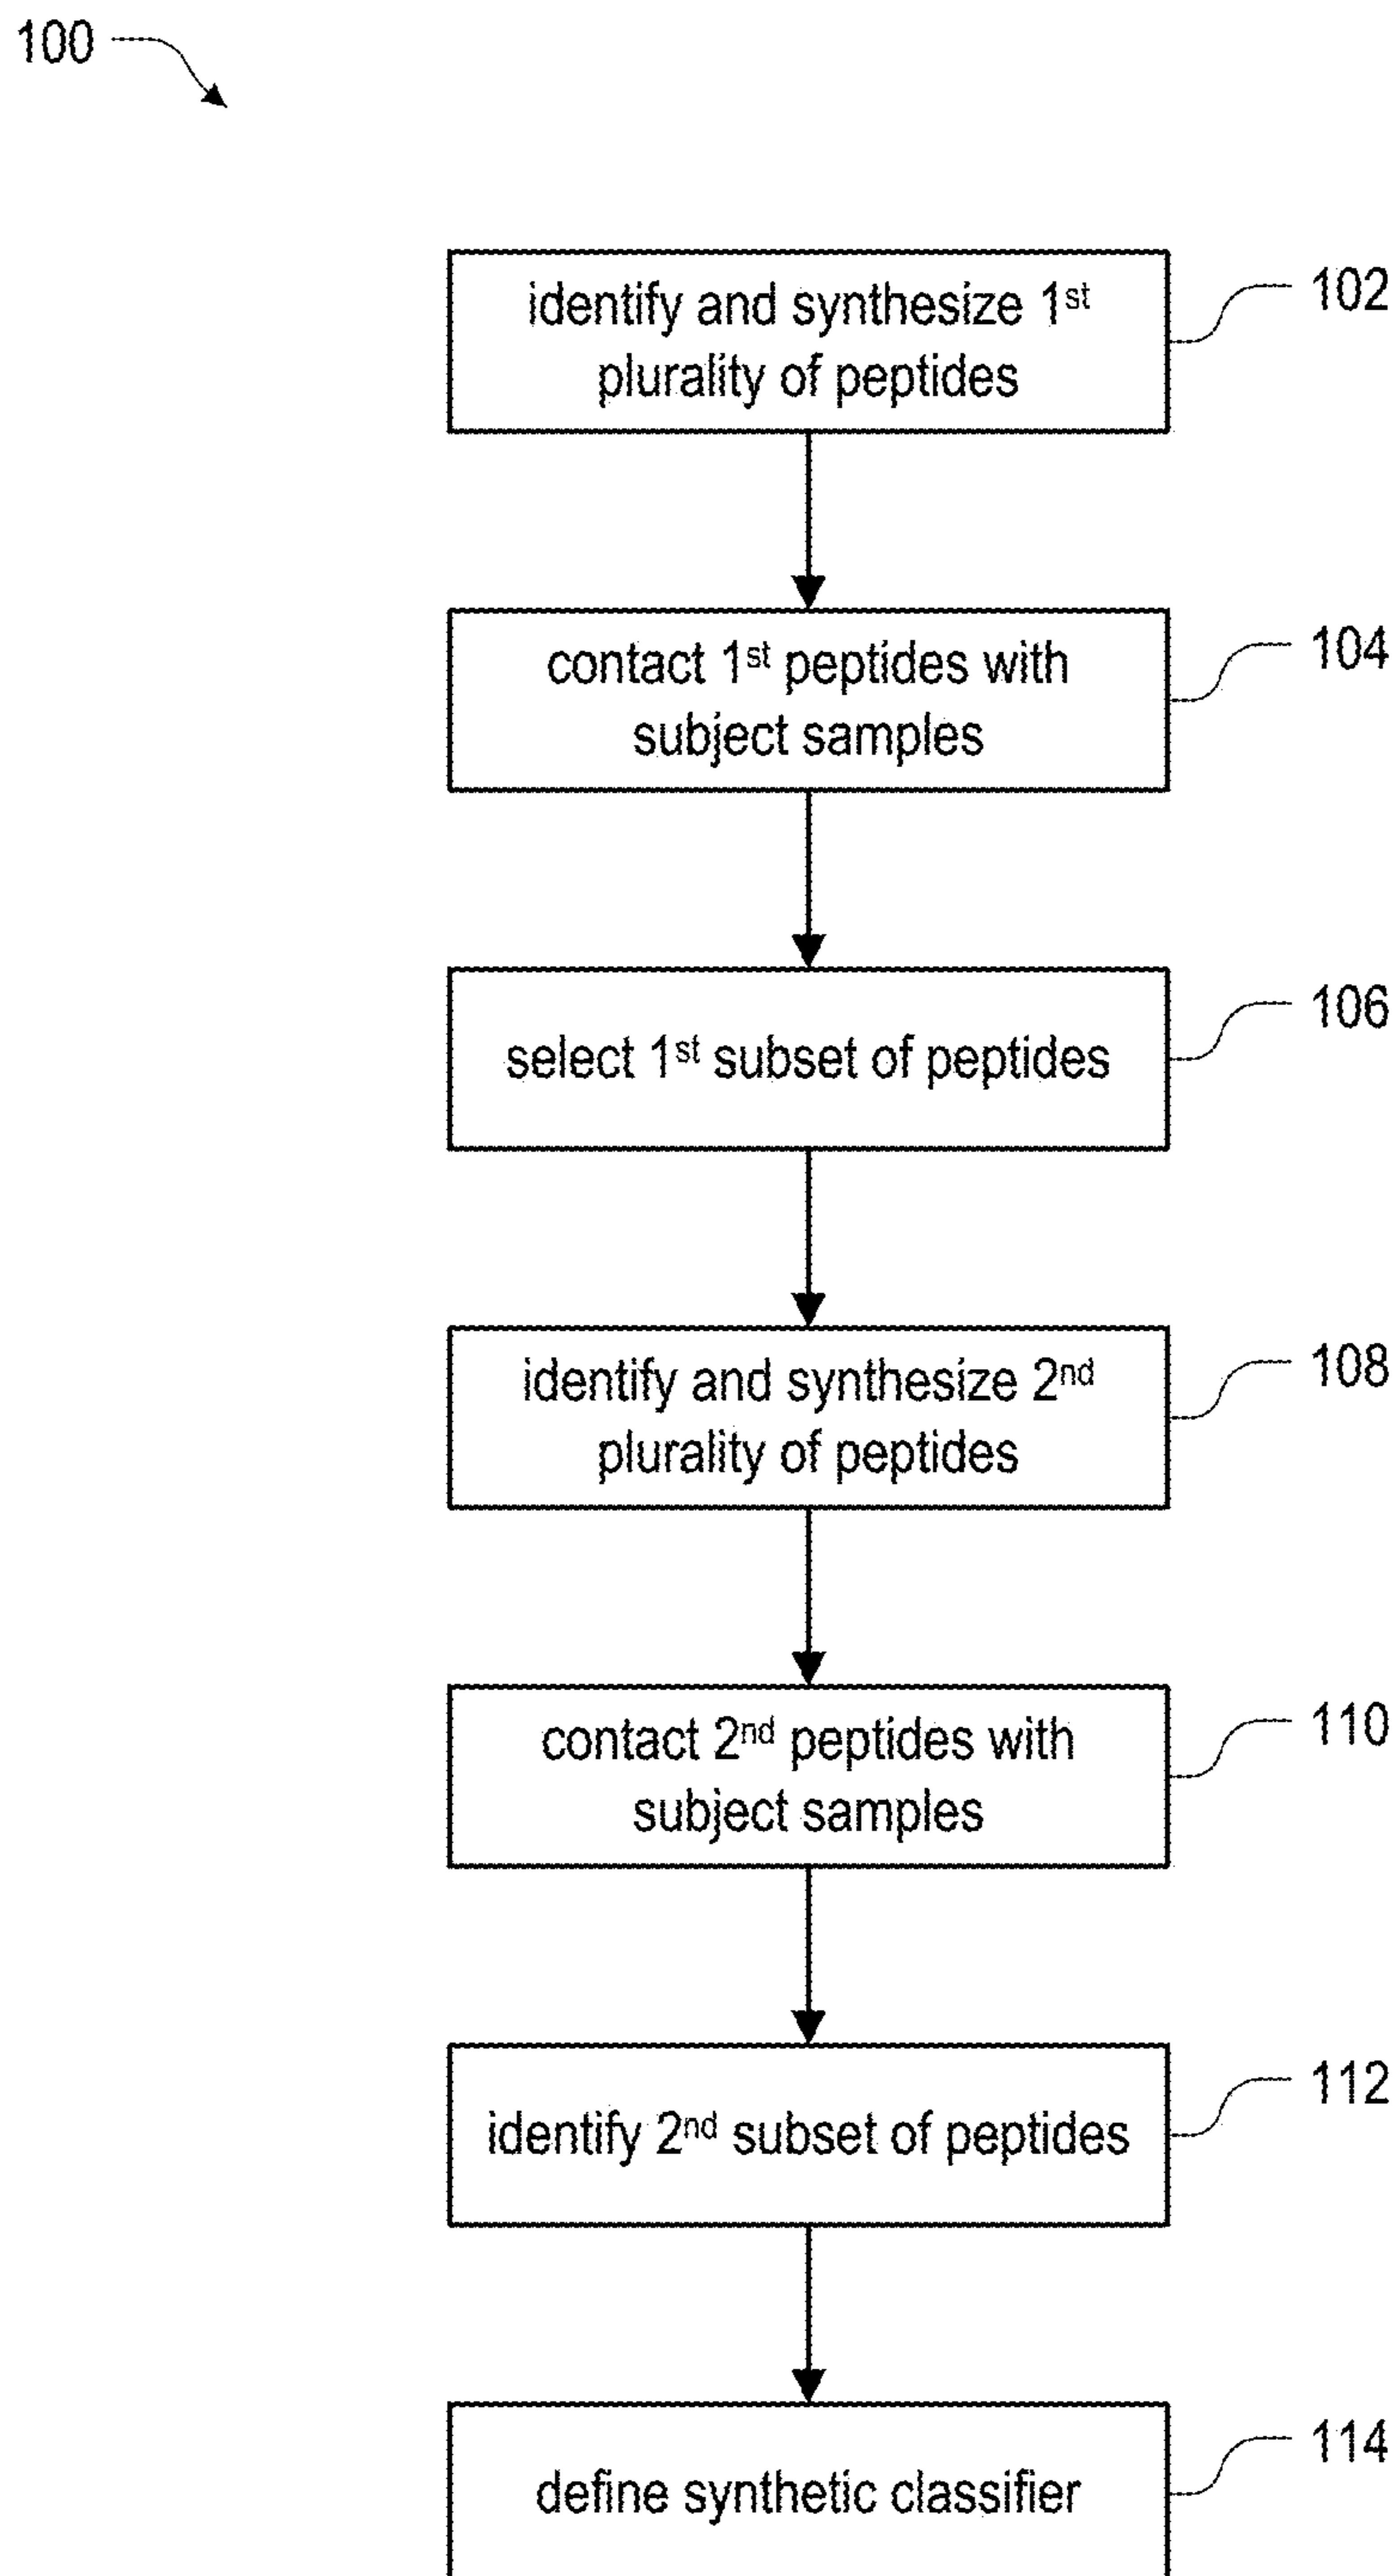 100
identify and synthesize 1st
plurality of peptides
102
contact 1st peptides with
subject samples
104
select 1st subset of peptides
106
identify and synthesize 2nd
plurality of peptides
108
contact 2nd peptides with
subject samples
110
identify 2nd subset of peptides
112
define synthetic classifier
114